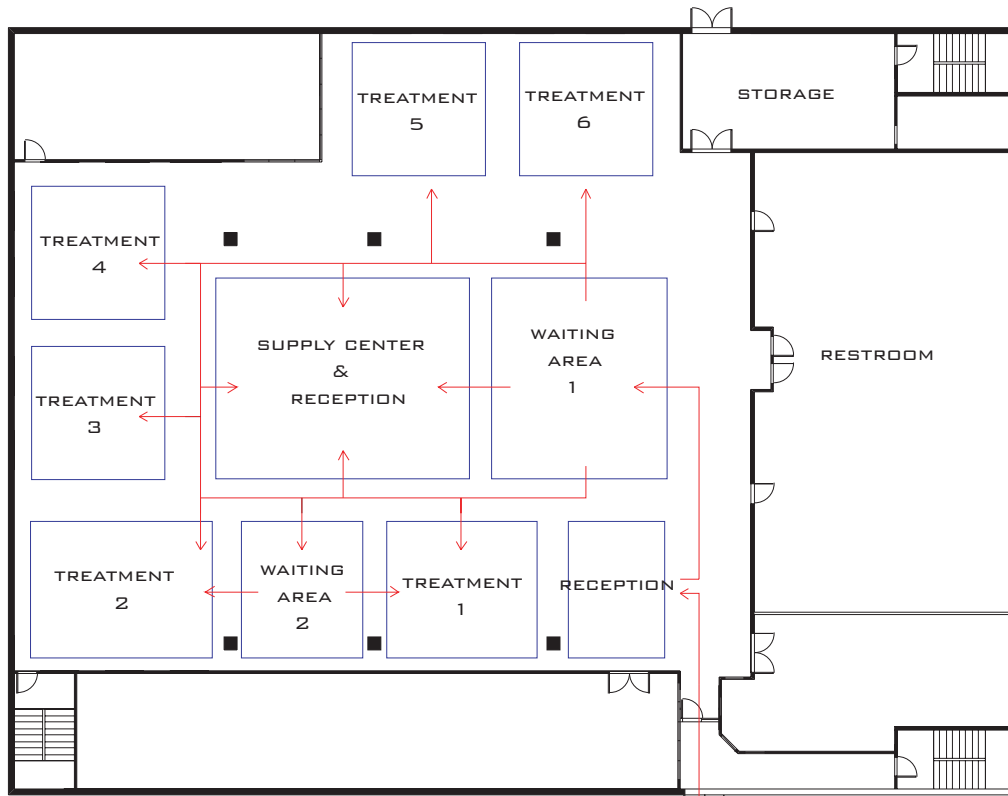 TREATMENT
5
TREATMENT
6
STORAGE
TREATMENT
4
SUPPLY CENTER
&
RECEPTION
WAITING
AREA
1
RESTROOM
TREATMENT
3
TREATMENT
2
WAITING
AREA
2
TREATMENT
1
RECEPTION